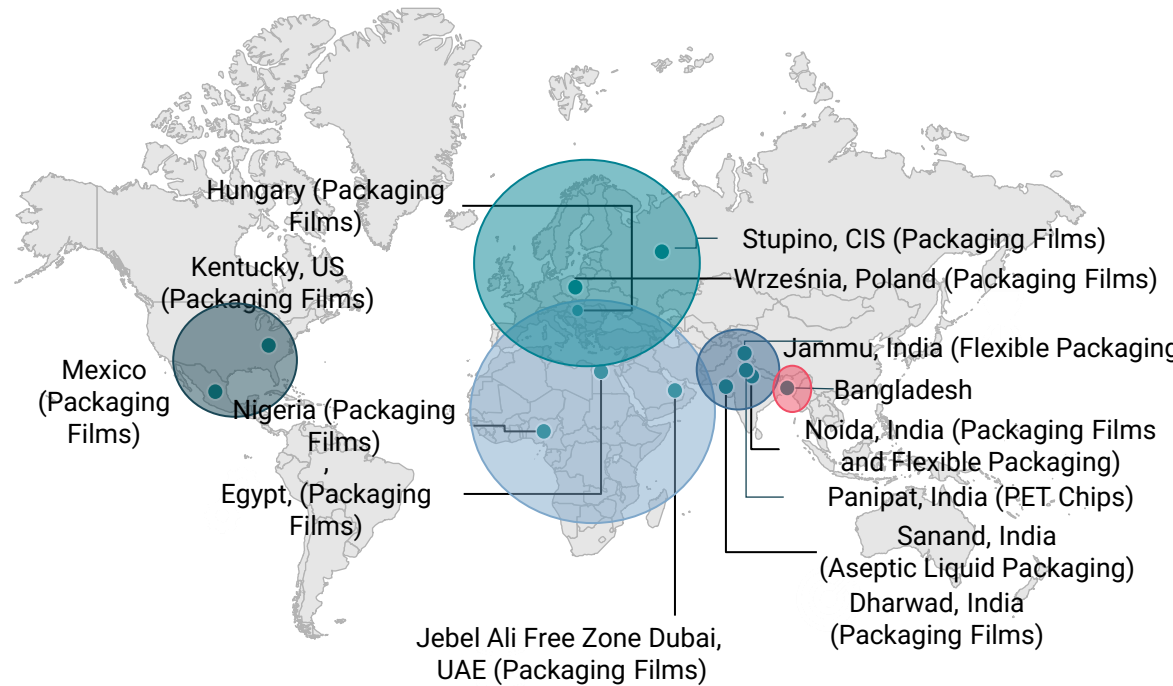 Hungary (Packaging
Films)
Kentucky, US
(Packaging Films)
Mexico
(Packaging
Films)
Nigeria (Packaging
Films)
,
Egypt, (Packaging
Films)
Jebel Ali Free Zone Dubai,
UAE (Packaging Films)
Stupino, CIS (Packaging Films)
Września, Poland (Packaging Films)
Jammu, India (Flexible Packaging
Bangladesh
Noida, India (Packaging Films
and Flexible Packaging)
Panipat, India (PET Chips)
Sanand, India
(Aseptic Liquid Packaging)
Dharwad, India
(Packaging Films)